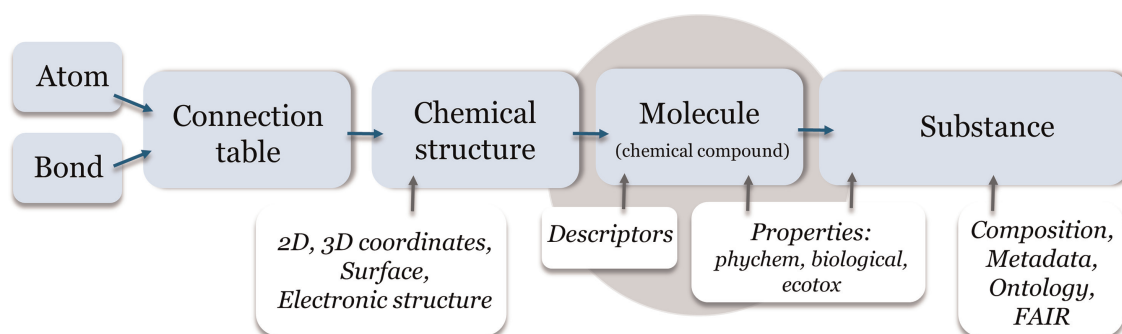 Atom
Bond
Connection
table
Chemical
structure
Molecule
(chemical compound)
Substance
2D, 3D coordinates,
Surface,
Electronic structure
Descriptors
Properties:
phychem, biological,
ecotox
Composition,
Metadata,
Ontology,
FAIR